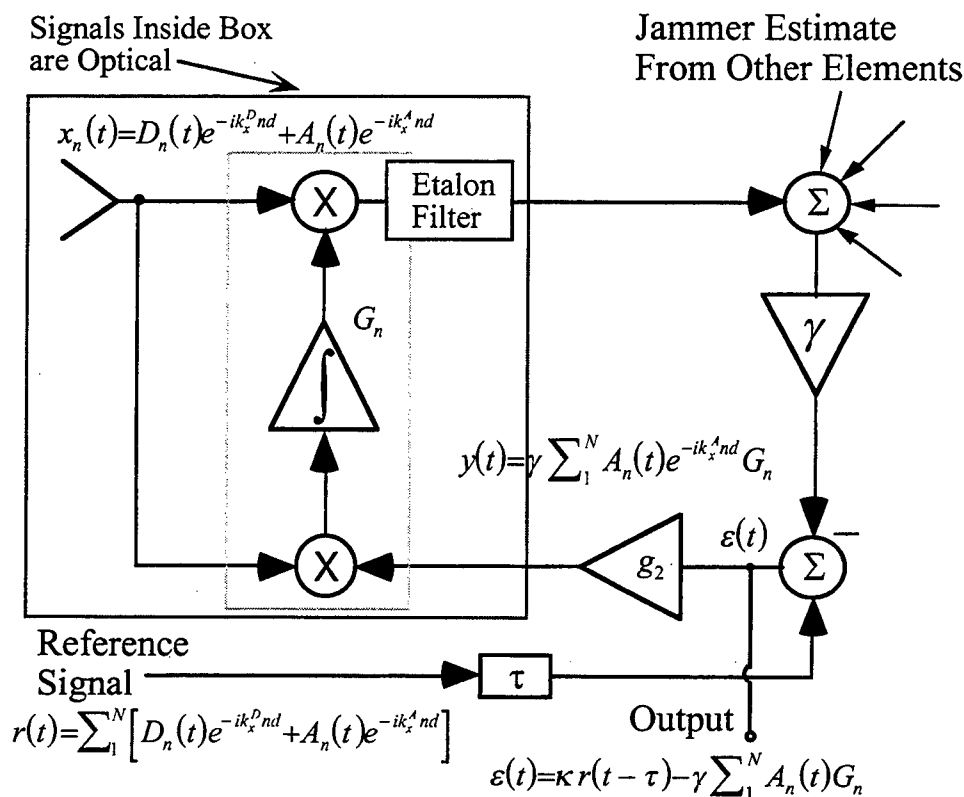 Signals Inside Box
are Optical
Jammer Estimate
From Other Elements
x_n(t)=D_n(t)e^{-ik_x^D nd}+A_n(t)e^{-ik_x^A nd}
X
Etalon
Filter
Σ
G_n
∫
γ
y(t)=γ∑_1^N A_n(t)e^{-ik_x^A nd}G_n
X
g_2
ε(t)
−
Σ
Reference
Signal
τ
r(t)=∑_1^N[D_n(t)e^{-ik_x^D nd}+A_n(t)e^{-ik_x^A nd}]
Output
ε(t)=κr(t−τ)−γ∑_1^N A_n(t)G_n